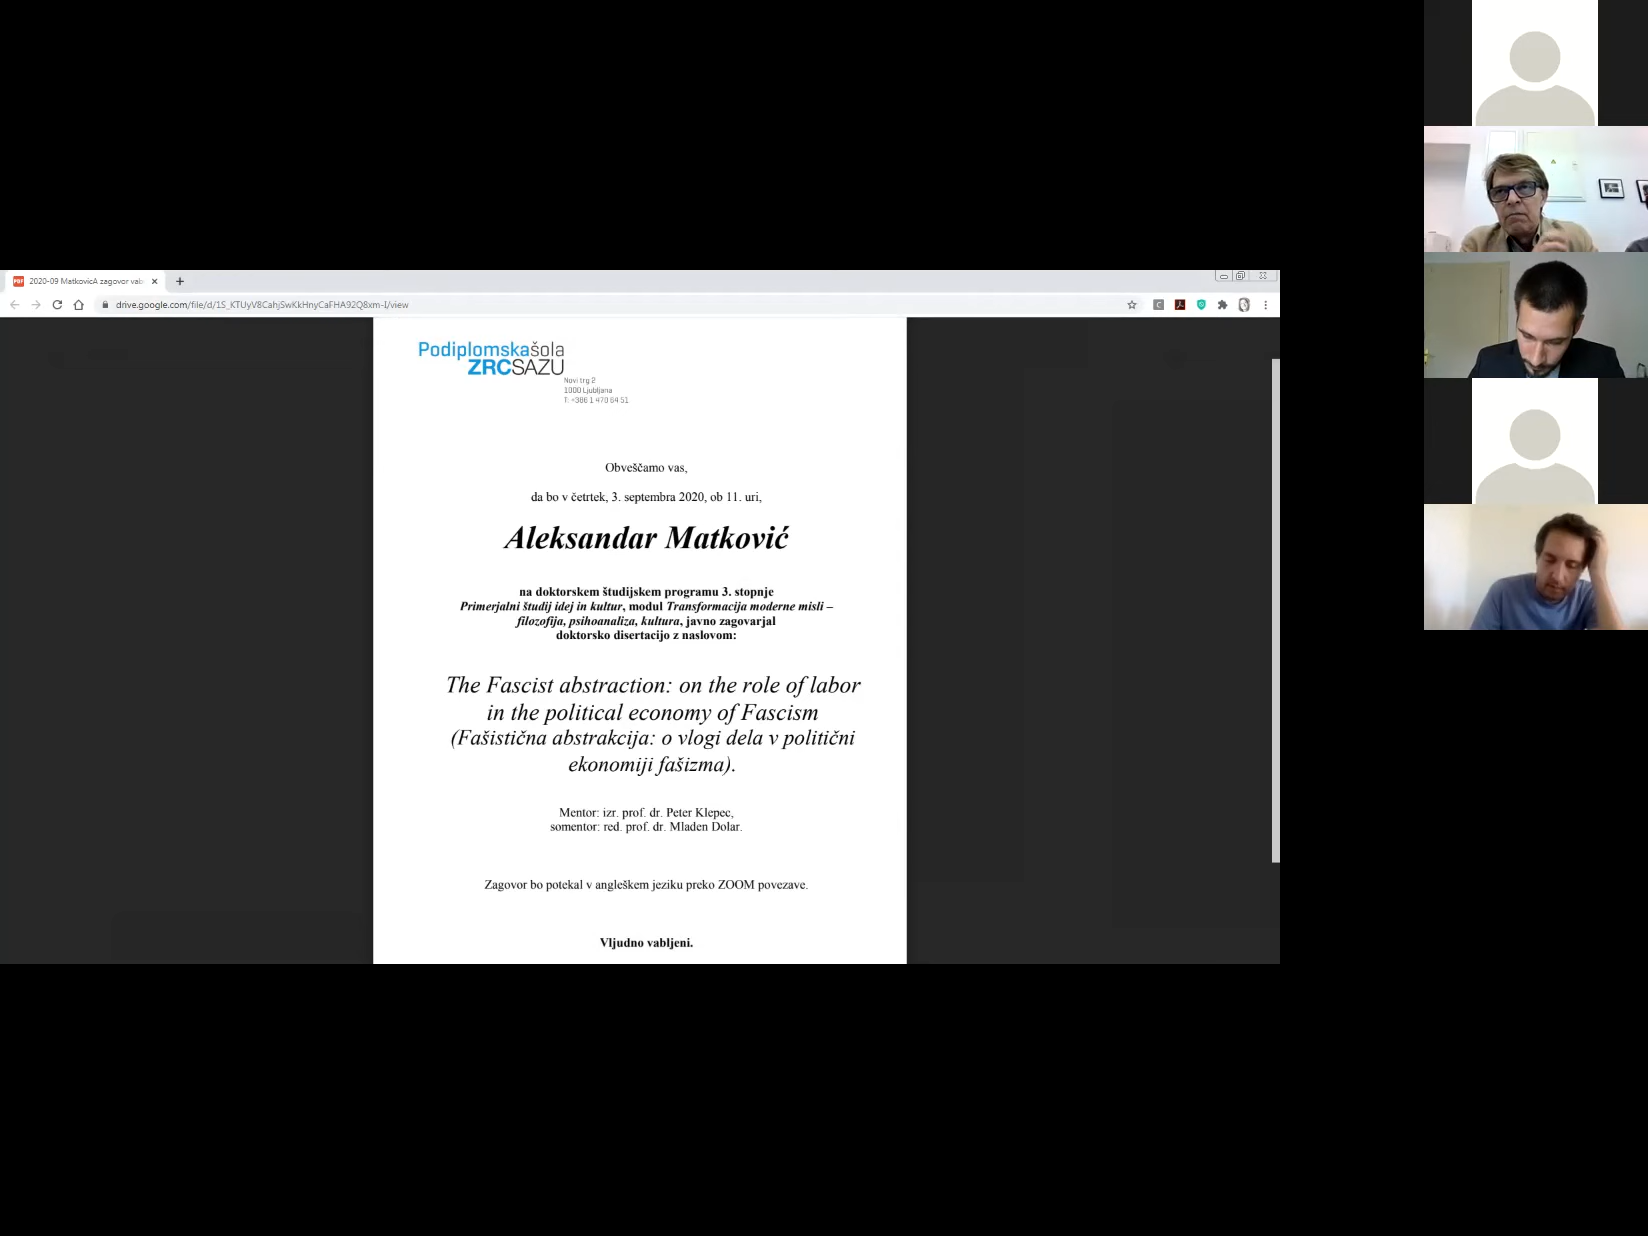 2020-09 MatkovicA zagovor vab
drive.google.com/file/d/1S_KTUyV8CahjSwKkHnyCaFHA92Q8xm-I/view
Podiplomskašola
ZRCSAZU
Novi trg 2
1000 Ljubljana
T: +386 1 470 64 51
Obveščamo vas,
da bo v četrtek, 3. septembra 2020, ob 11. uri,
Aleksandar Matković
na doktorskem študijskem programu 3. stopnje
Primerjalni študij idej in kultur, modul Transformacija moderne misli –
filozofija, psihoanaliza, kultura, javno zagovarjal
doktorsko disertacijo z naslovom:
The Fascist abstraction: on the role of labor
in the political economy of Fascism
(Fašistična abstrakcija: o vlogi dela v politični
ekonomiji fašizma).
Mentor: izr. prof. dr. Peter Klepec,
somentor: red. prof. dr. Mladen Dolar.
Zagovor bo potekal v angleškem jeziku preko ZOOM povezave.
Vljudno vabljeni.